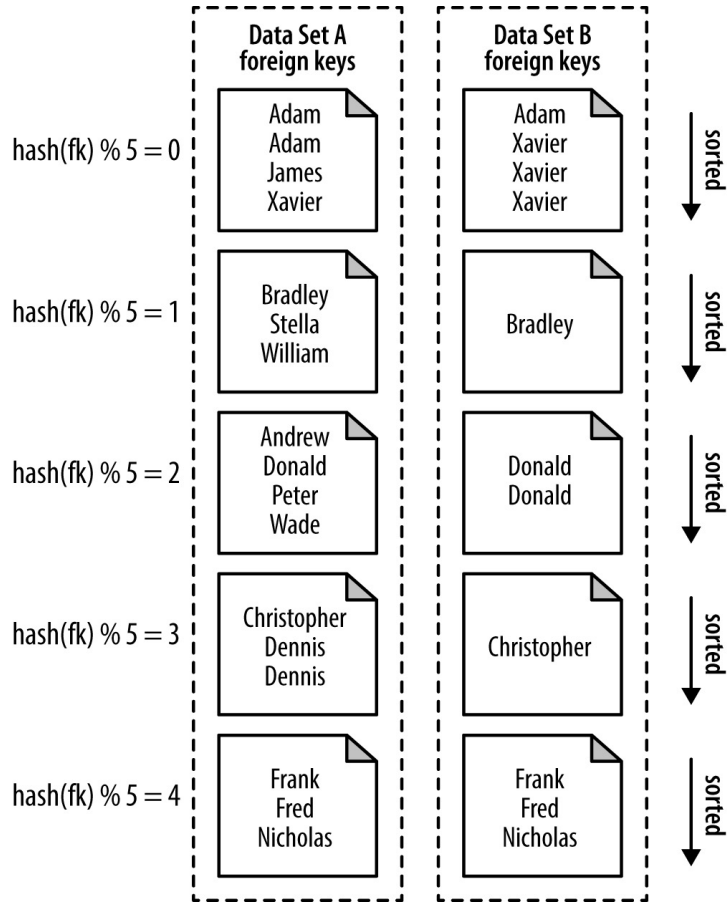 Data Set A
foreign keys
Data Set B
foreign keys
hash(fk) % 5 = 0
Adam
Adam
James
Xavier
Adam
Xavier
Xavier
Xavier
sorted
hash(fk) % 5 = 1
Bradley
Stella
William
Bradley
sorted
hash(fk) % 5 = 2
Andrew
Donald
Peter
Wade
Donald
Donald
sorted
hash(fk) % 5 = 3
Christopher
Dennis
Dennis
Christopher
sorted
hash(fk) % 5 = 4
Frank
Fred
Nicholas
Frank
Fred
Nicholas
sorted